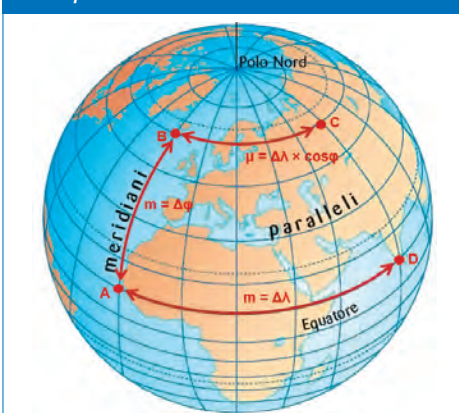 Polo Nord
B
C
μ = Δλ × cosφ
meridiani
m = Δφ
paralleli
D
A
m = Δλ
Equatore